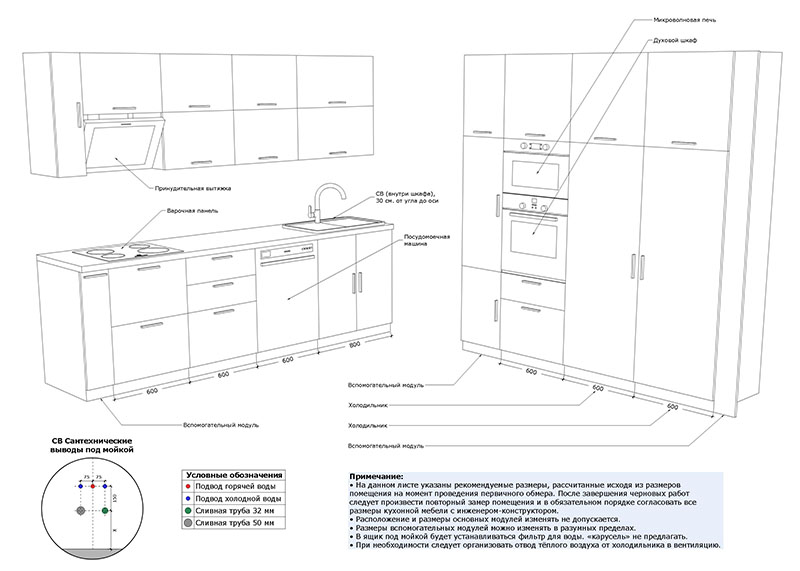 Микроволновая печь
Духовой шкаф
Принудительная вытяжка
Варочная панель
СВ (внутри шкафа),
30 см. от угла до оси
Посудомоечная
машина
600
600
600
800
600
600
600
Вспомогательный модуль
Холодильник
Холодильник
Вспомогательный модуль
Вспомогательный модуль
СВ Сантехнические
выводы под мойкой
75
75
150
X
Условные обозначения
Подвод горячей воды
Подвод холодной воды
Сливная труба 32 мм
Сливная труба 50 мм
Примечание:
• На данном листе указаны рекомендуемые размеры, рассчитанные исходя из размеров
помещения на момент проведения первичного обмера. После завершения черновых работ
следует произвести повторный замер помещения и в обязательном порядке согласовать все
размеры кухонной мебели с инженером-конструктором.
• Расположение и размеры основных модулей изменять не допускается.
• Размеры вспомогательных модулей можно изменять в разумных пределах.
• В ящик под мойкой будет устанавливаться фильтр для воды. «карусель» не предлагать.
• При необходимости следует организовать отвод тёплого воздуха от холодильника в вентиляцию.